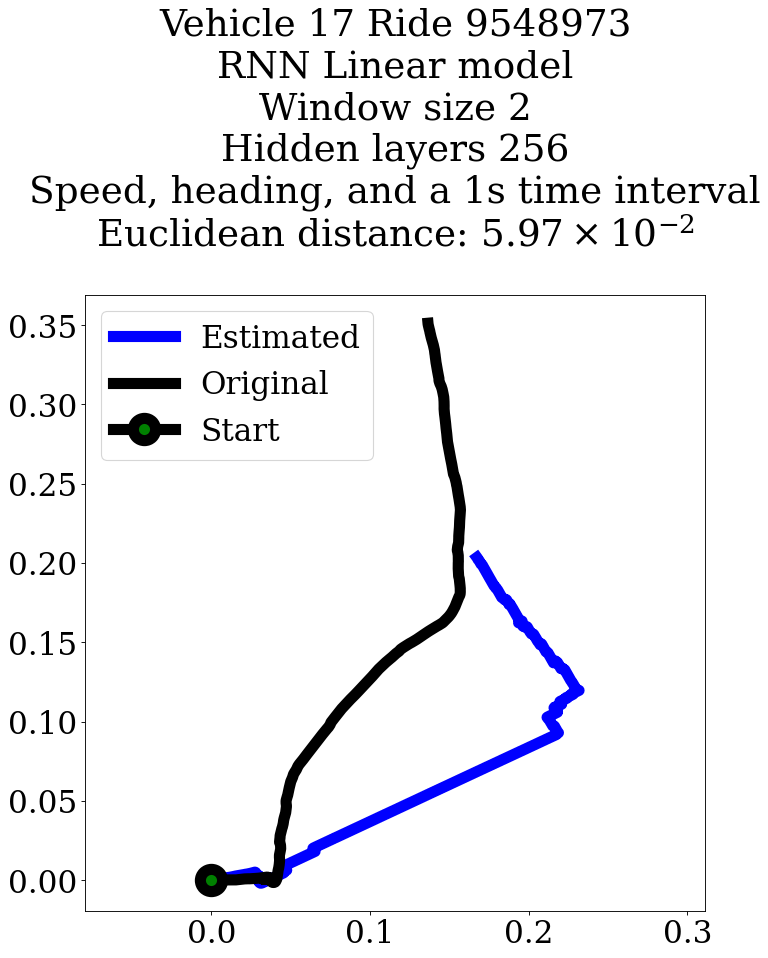 Vehicle 17 Ride 9548973
RNN Linear model
Window size 2
Hidden layers 256
Speed, heading, and a 1s time interval
Euclidean distance: 5.97 × 10⁻²
Estimated
Original
Start
0.35
0.30
0.25
0.20
0.15
0.10
0.05
0.00
0.0 0.1 0.2 0.3